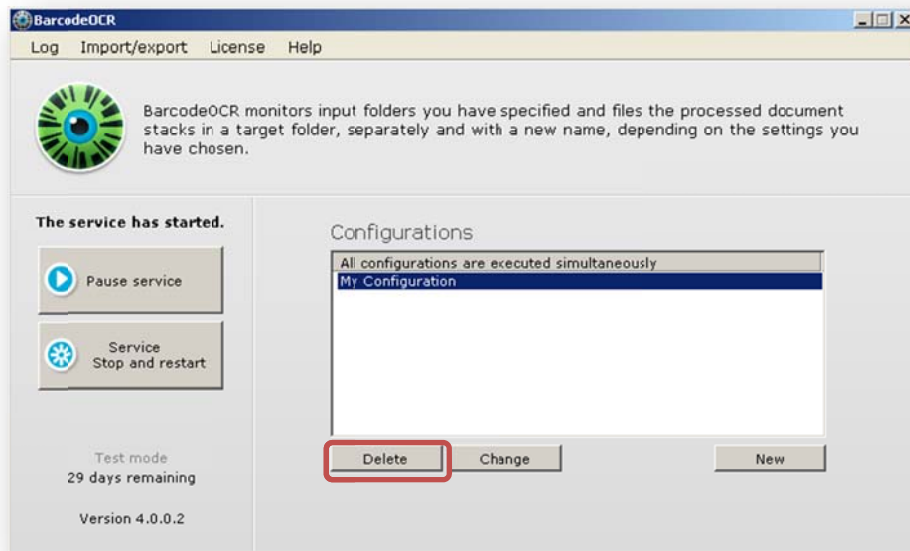 BarcodeOCR
Log Import/export License Help
BarcodeOCR monitors input folders you have specified and files the processed document
stacks in a target folder, separately and with a new name, depending on the settings you
have chosen.
The service has started.
Pause service
Service
Stop and restart
Test mode
29 days remaining
Version 4.0.0.2
Configurations
All configurations are executed simultaneously
My Configuration
Delete Change New